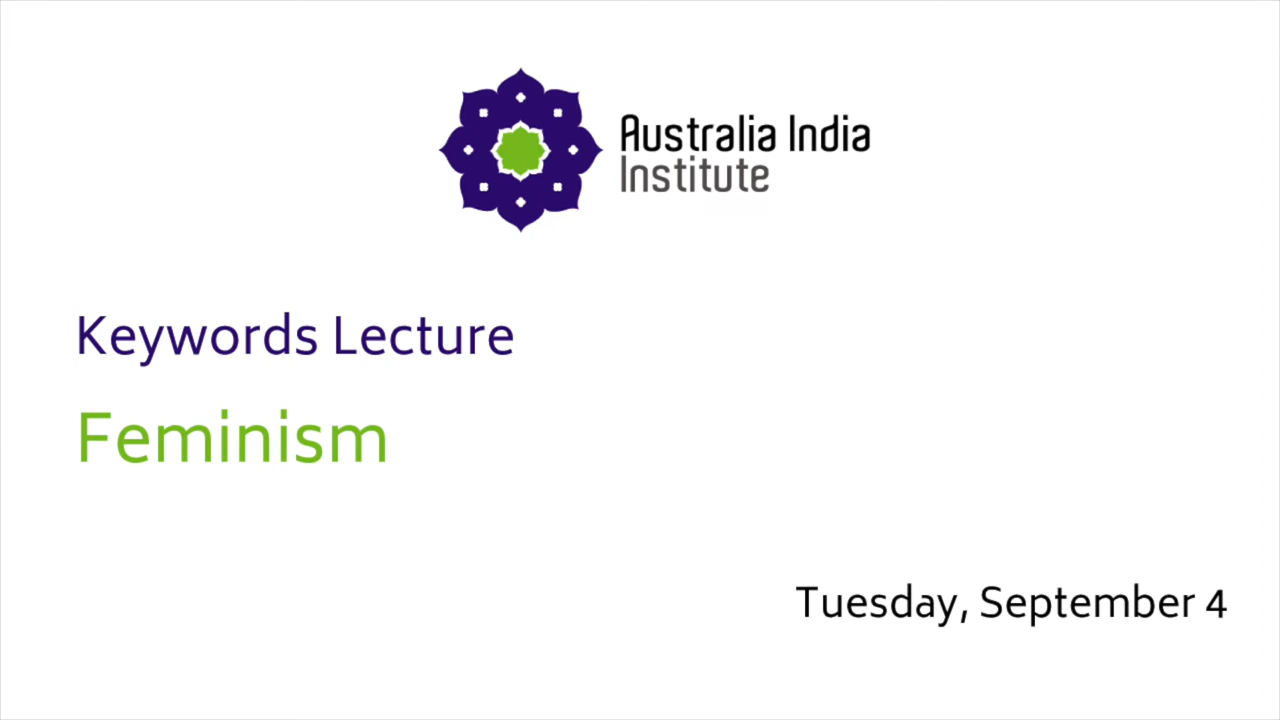 Australia India
Institute
Keywords Lecture
Feminism
Tuesday, September 4